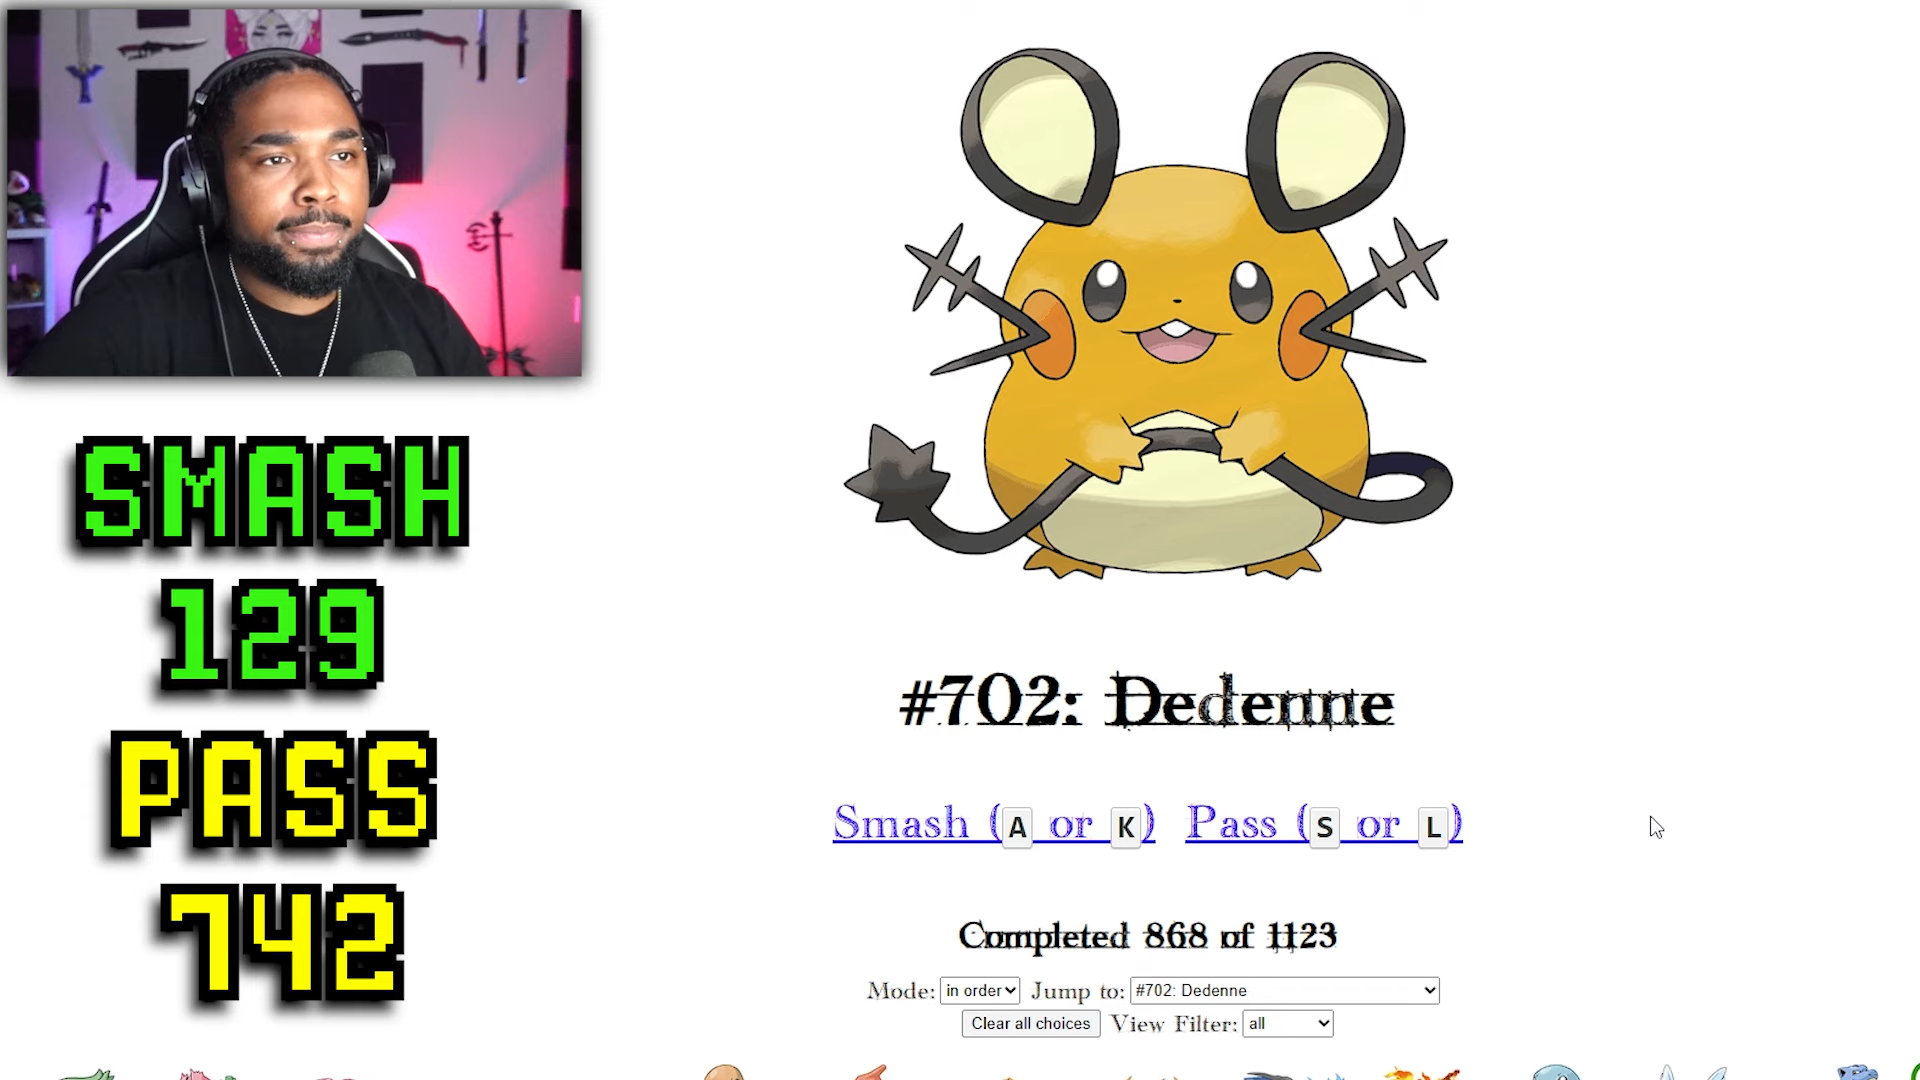 SMASH
129
PASS
742
#702: Dedenne
Smash (A or K) Pass (S or L)
Completed 868 of 1123
Mode: in order Jump to: #702: Dedenne
Clear all choices View Filter: all